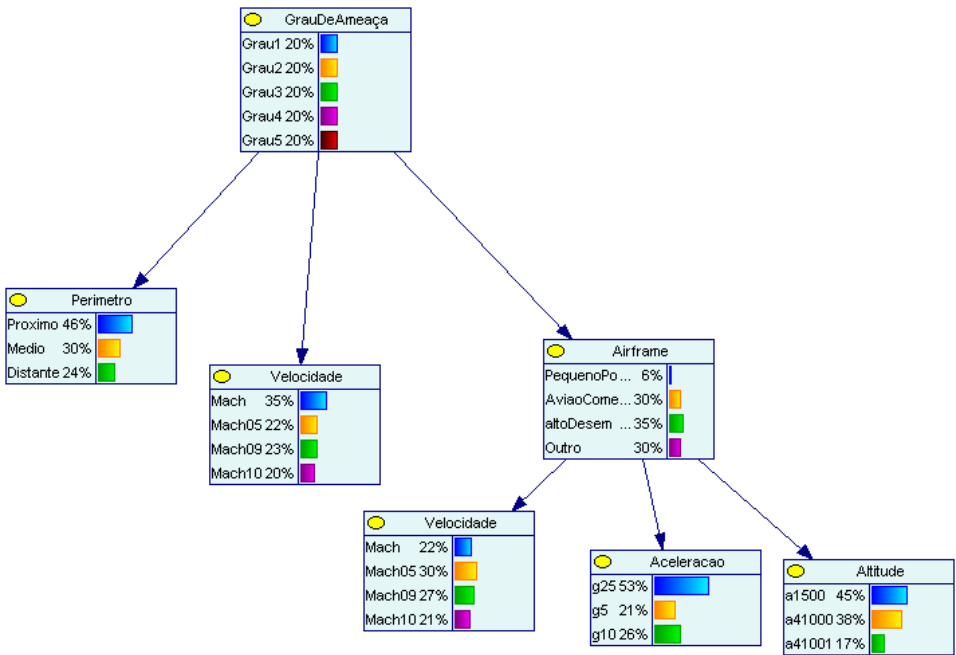 GrauDeAmeaça
Grau1 20%
Grau2 20%
Grau3 20%
Grau4 20%
Grau5 20%
Perimetro
Proximo 46%
Medio 30%
Distante 24%
Velocidade
Mach 35%
Mach05 22%
Mach09 23%
Mach10 20%
Airframe
PequenoPo... 6%
AviaoCome... 30%
altoDesem ... 35%
Outro 30%
Velocidade
Mach 22%
Mach05 30%
Mach09 27%
Mach10 21%
Aceleracao
g25 53%
g5 21%
g10 26%
Altitude
a1500 45%
a41000 38%
a41001 17%